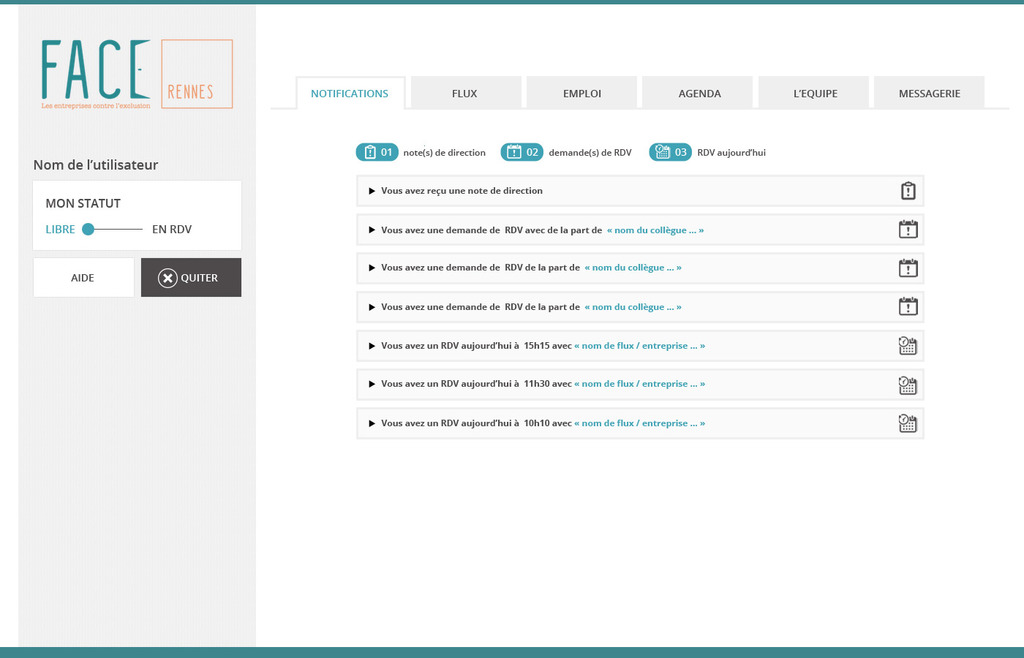 FACE
RENNES
Les entreprises contre l'exclusion
NOTIFICATIONS FLUX EMPLOI AGENDA L'EQUIPE MESSAGERIE
01 note(s) de direction 02 demande(s) de RDV 03 RDV aujourd'hui
Nom de l'utilisateur
MON STATUT
LIBRE EN RDV
AIDE QUITER
Vous avez reçu une note de direction
Vous avez une demande de RDV avec de la part de « nom du collègue ... »
Vous avez une demande de RDV de la part de « nom du collègue ... »
Vous avez une demande de RDV de la part de « nom du collègue ... »
Vous avez un RDV aujourd'hui à 15h15 avec « nom de flux / entreprise ... »
Vous avez un RDV aujourd'hui à 11h30 avec « nom de flux / entreprise ... »
Vous avez un RDV aujourd'hui à 10h10 avec « nom de flux / entreprise ... »